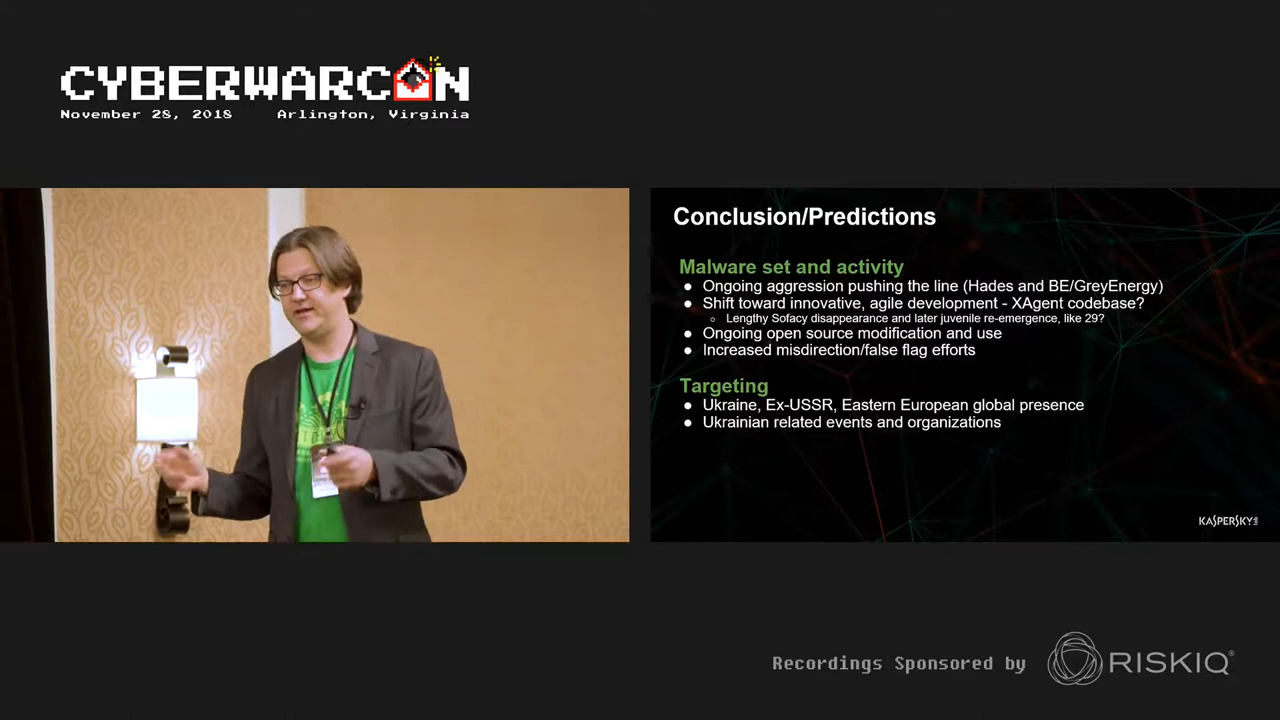 CYBERWARCON
November 28, 2018 Arlington, Virginia
Conclusion/Predictions
Malware set and activity
● Ongoing aggression pushing the line (Hades and BE/GreyEnergy)
● Shift toward innovative, agile development - XAgent codebase?
○ Lengthy Sofacy disappearance and later juvenile re-emergence, like 29?
● Ongoing open source modification and use
● Increased misdirection/false flag efforts
Targeting
● Ukraine, Ex-USSR, Eastern European global presence
● Ukrainian related events and organizations
KASPERSKY
Recordings Sponsored by
RISKIQ®